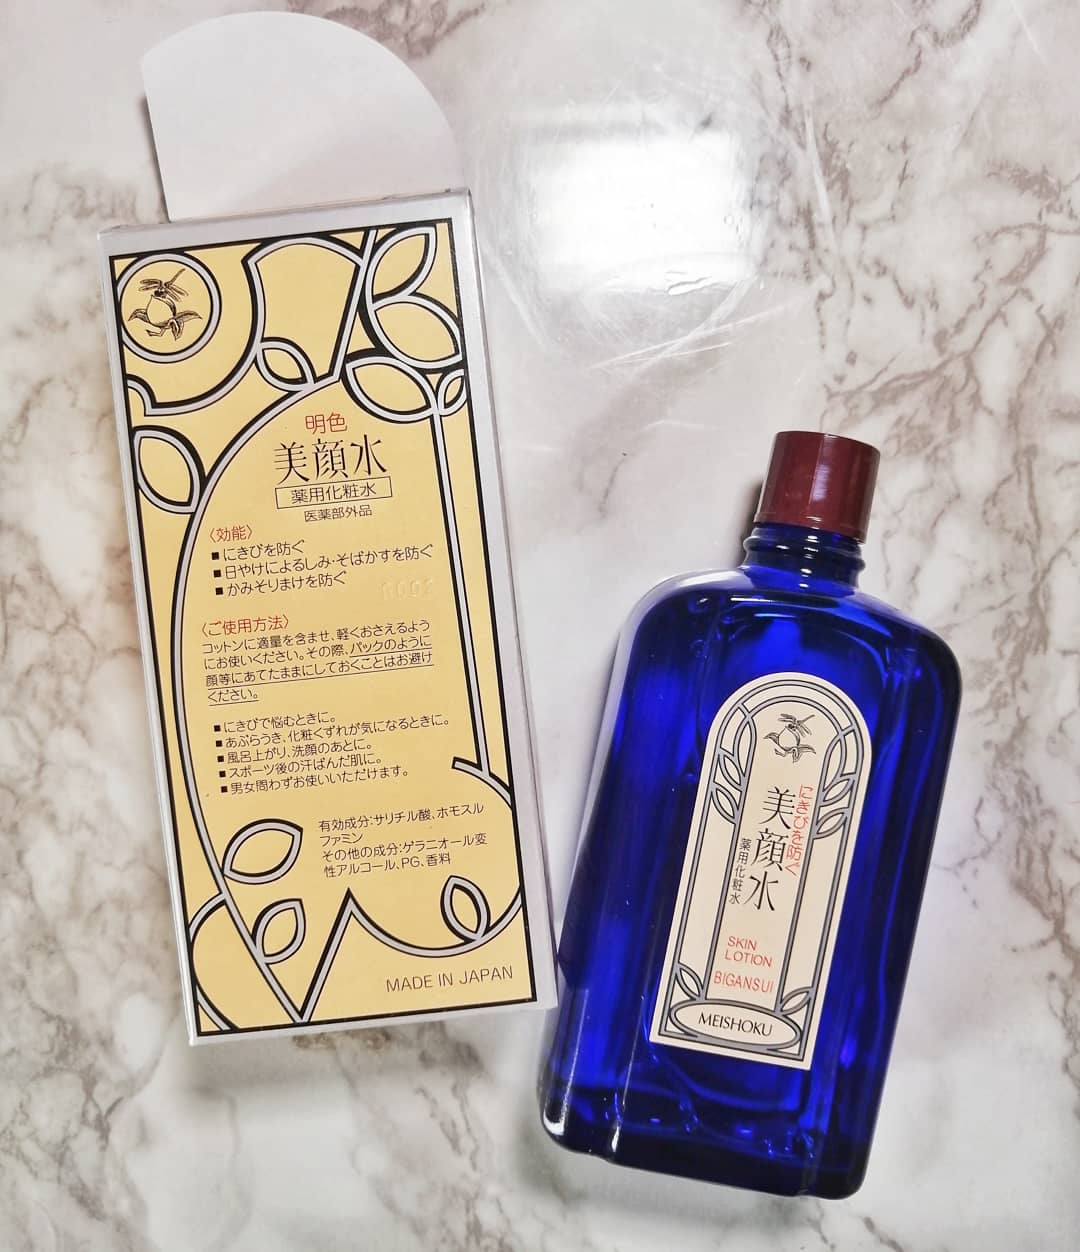 明色
美顔水
薬用化粧水
医薬部外品
〈効能〉
■にきびを防ぐ
■日やけによるしみ･そばかすを防ぐ
■かみそりまけを防ぐ
〈ご使用方法〉
コットンに適量を含ませ、軽くおさえるよう
にお使いください。その際、パックのように
顔等にあてたままにしておくことはお避け
ください。
■にきびで悩むときに。
■あぶらうき、化粧くずれが気になるときに。
■風呂上がり、洗顔のあとに。
■スポーツ後の汗ばんだ肌に。
■男女問わずお使いいただけます。
有効成分:サリチル酸、ホモスル
ファミン
その他の成分:ゲラニオール変
性アルコール、PG、香料
MADE IN JAPAN
にきびを防ぐ
美顔水
薬用化粧水
SKIN
LOTION
BIGANSUI
MEISHOKU